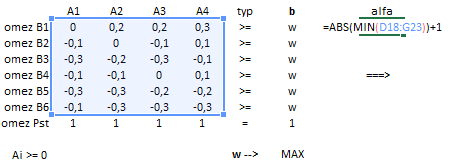 A1 A2 A3 A4 typ b alfa
omez B1 0 0,2 0,2 0,3 >= w =ABS(MIN(D18:G23))+1
omez B2 -0,1 0 -0,1 0,1 >= w
omez B3 -0,3 -0,2 -0,3 -0,1 >= w
omez B4 -0,1 -0,1 0 0,1 >= w ===>
omez B5 -0,3 -0,3 -0,2 -0,2 >= w
omez B6 -0,1 -0,3 -0,3 -0,3 >= w
omez Pst 1 1 1 1 = 1
Ai >= 0 w --> MAX